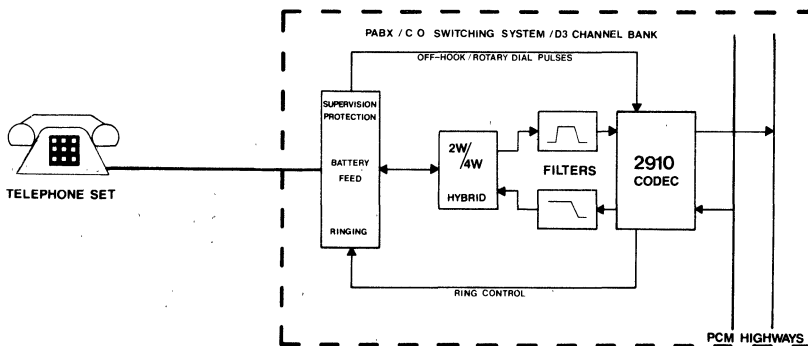 PABX / C O SWITCHING SYSTEM / D3 CHANNEL BANK
OFF-HOOK / ROTARY DIAL PULSES
SUPERVISION
PROTECTION
BATTERY
FEED
RINGING
2W/
4W
HYBRID
FILTERS
2910
CODEC
TELEPHONE SET
RING CONTROL
PCM HIGHWAYS